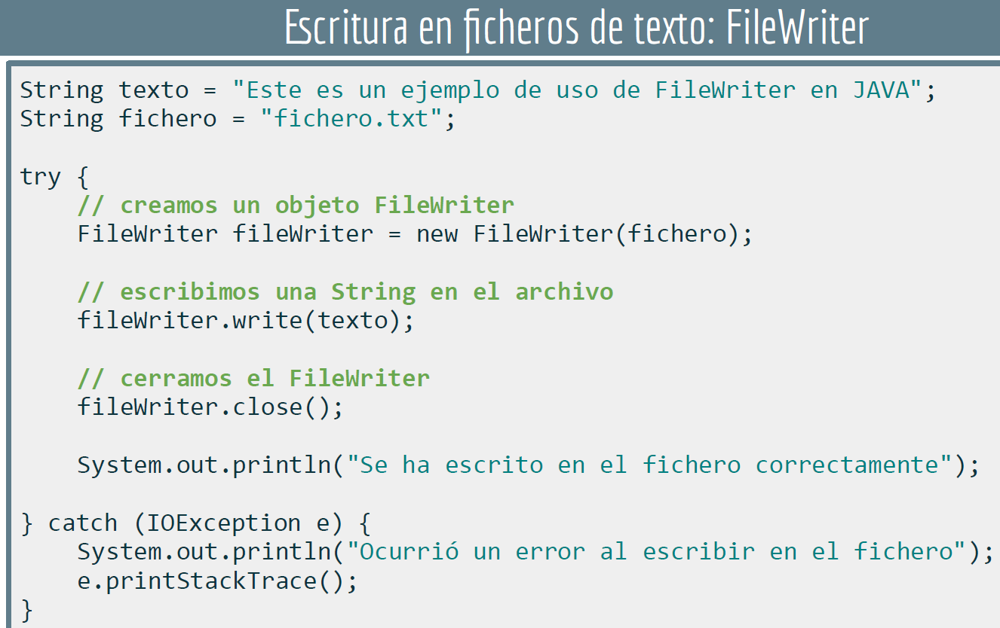 Escritura en ficheros de texto: FileWriter
String texto = "Este es un ejemplo de uso de FileWriter en JAVA";
String fichero = "fichero.txt";
try {
// creamos un objeto FileWriter
FileWriter fileWriter = new FileWriter(fichero);
// escribimos una String en el archivo
fileWriter.write(texto);
// cerramos el FileWriter
fileWriter.close();
System.out.println("Se ha escrito en el fichero correctamente");
} catch (IOException e) {
System.out.println("Ocurrió un error al escribir en el fichero");
e.printStackTrace();
}